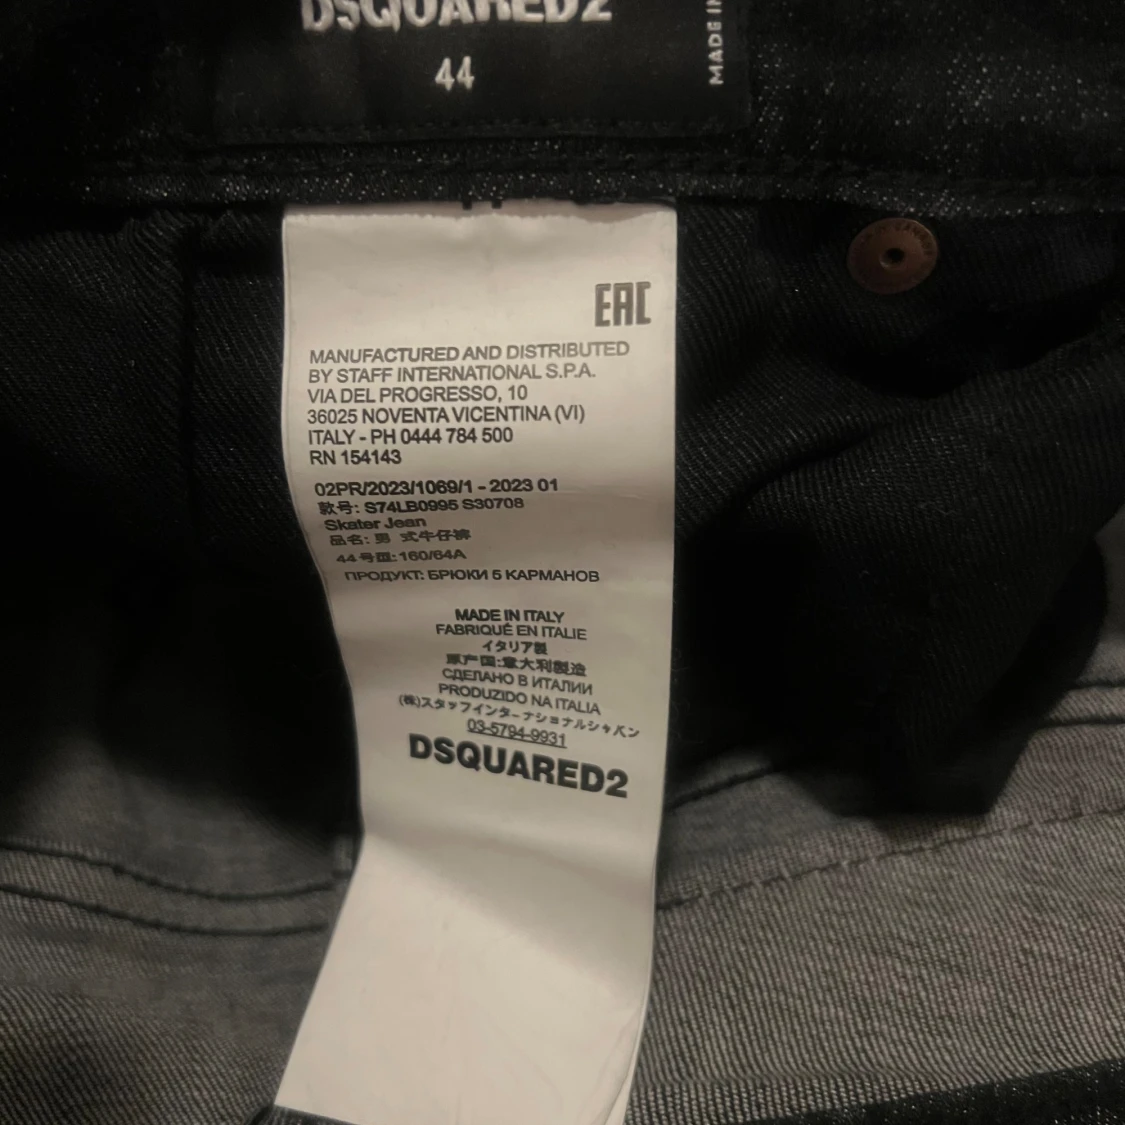 DSQUARED2
44
MADE IN
EAC
MANUFACTURED AND DISTRIBUTED
BY STAFF INTERNATIONAL S.P.A.
VIA DEL PROGRESSO, 10
36025 NOVENTA VICENTINA (VI)
ITALY - PH 0444 784 500
RN 154143
02PR/2023/1069/1 - 2023 01
款号: S74LB0995 S30708
Skater Jean
品名: 男 式牛仔裤
44 号型: 160/64A
ПРОДУКТ: БРЮКИ 5 КАРМАНОВ
MADE IN ITALY
FABRIQUÉ EN ITALIE
イタリア製
原产国:意大利製造
СДЕЛАНО В ИТАЛИИ
PRODUZIDO NA ITALIA
(株)スタッフインターナショナルジャパン
03-5794-9931
DSQUARED2